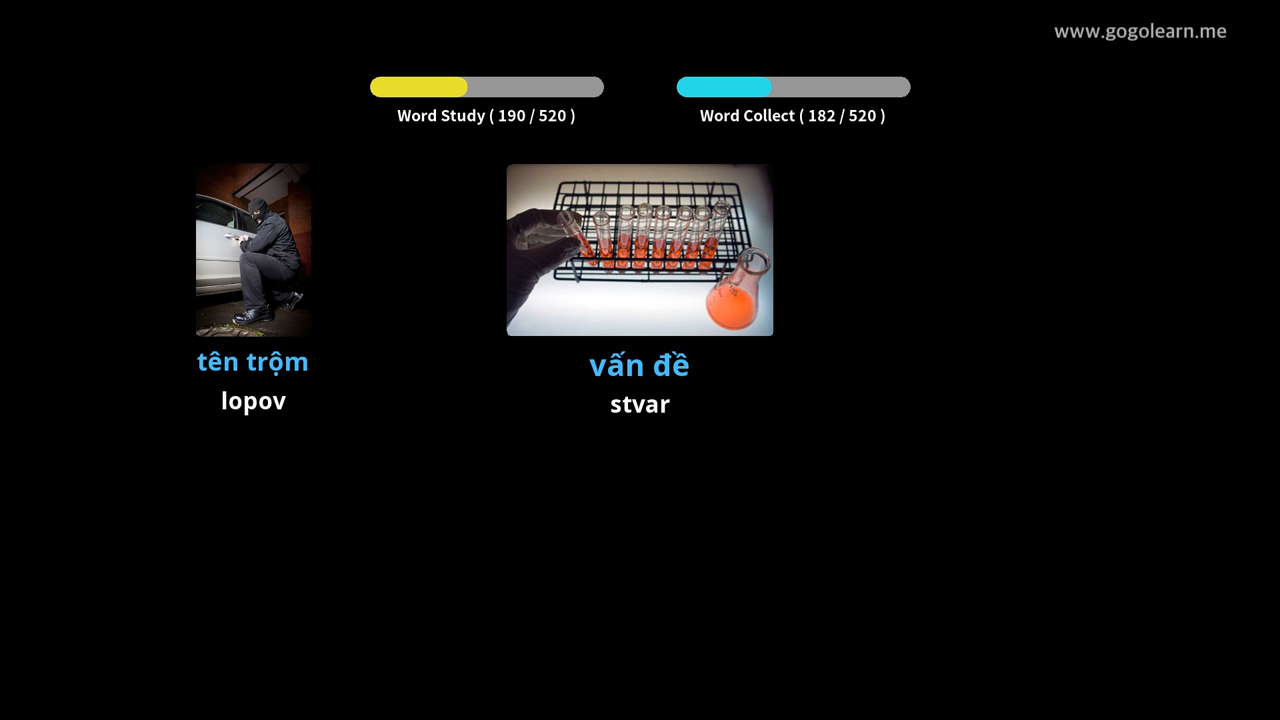 www.gogolearn.me
Word Study ( 190 / 520 )
Word Collect ( 182 / 520 )
tên trộm
lopov
vấn đề
stvar